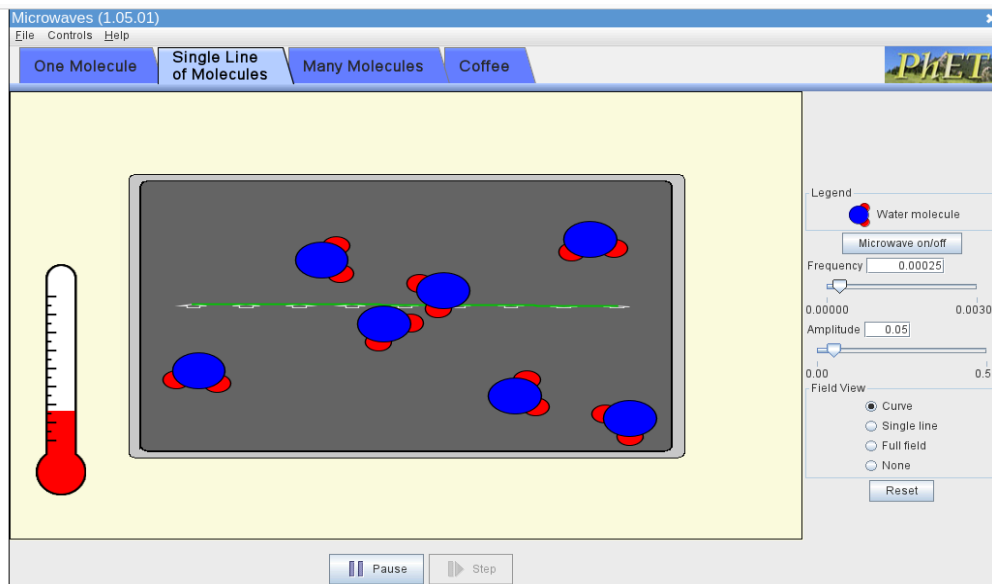 Microwaves (1.05.01)
File Controls Help
One Molecule
Single Line
of Molecules
Many Molecules
Coffee
PhET
Legend
Water molecule
Microwave on/off
Frequency 0.00025
0.00000 0.0030
Amplitude 0.05
0.00 0.5
Field View
Curve
Single line
Full field
None
Reset
Pause
Step